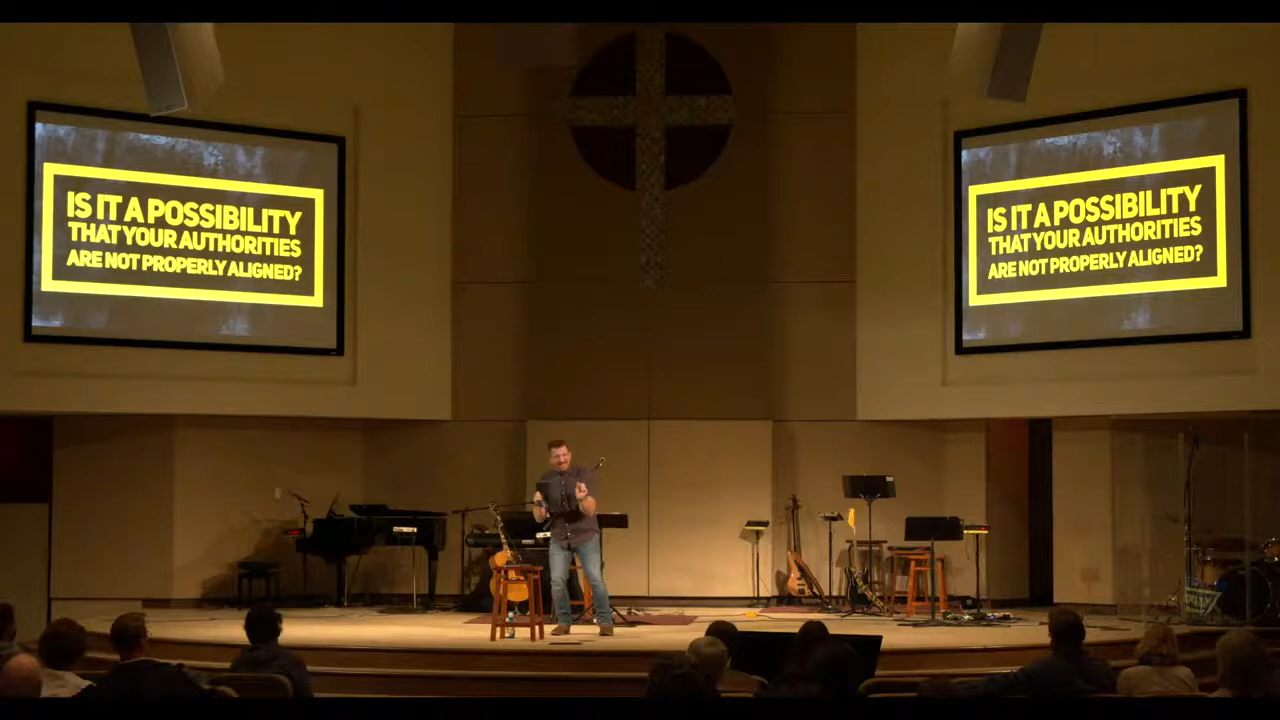 IS IT A POSSIBILITY
THAT YOUR AUTHORITIES
ARE NOT PROPERLY ALIGNED?
IS IT A POSSIBILITY
THAT YOUR AUTHORITIES
ARE NOT PROPERLY ALIGNED?